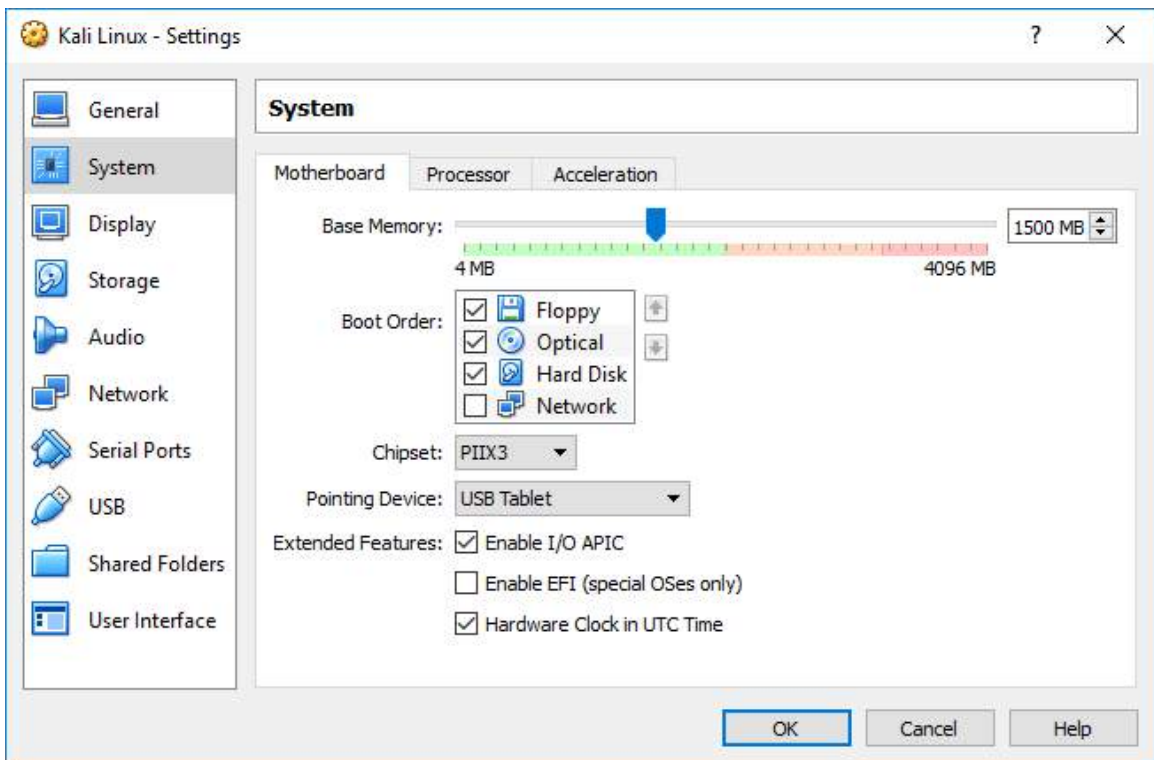 Kali Linux - Settings ?
General
System
Display
Storage
Audio
Network
Serial Ports
USB
Shared Folders
User Interface
System
Motherboard Processor Acceleration
Base Memory: 1500 MB
4 MB 4096 MB
Boot Order: Floppy
Optical
Hard Disk
Network
Chipset: PIIX3
Pointing Device: USB Tablet
Extended Features: Enable I/O APIC
Enable EFI (special OSes only)
Hardware Clock in UTC Time
OK Cancel Help